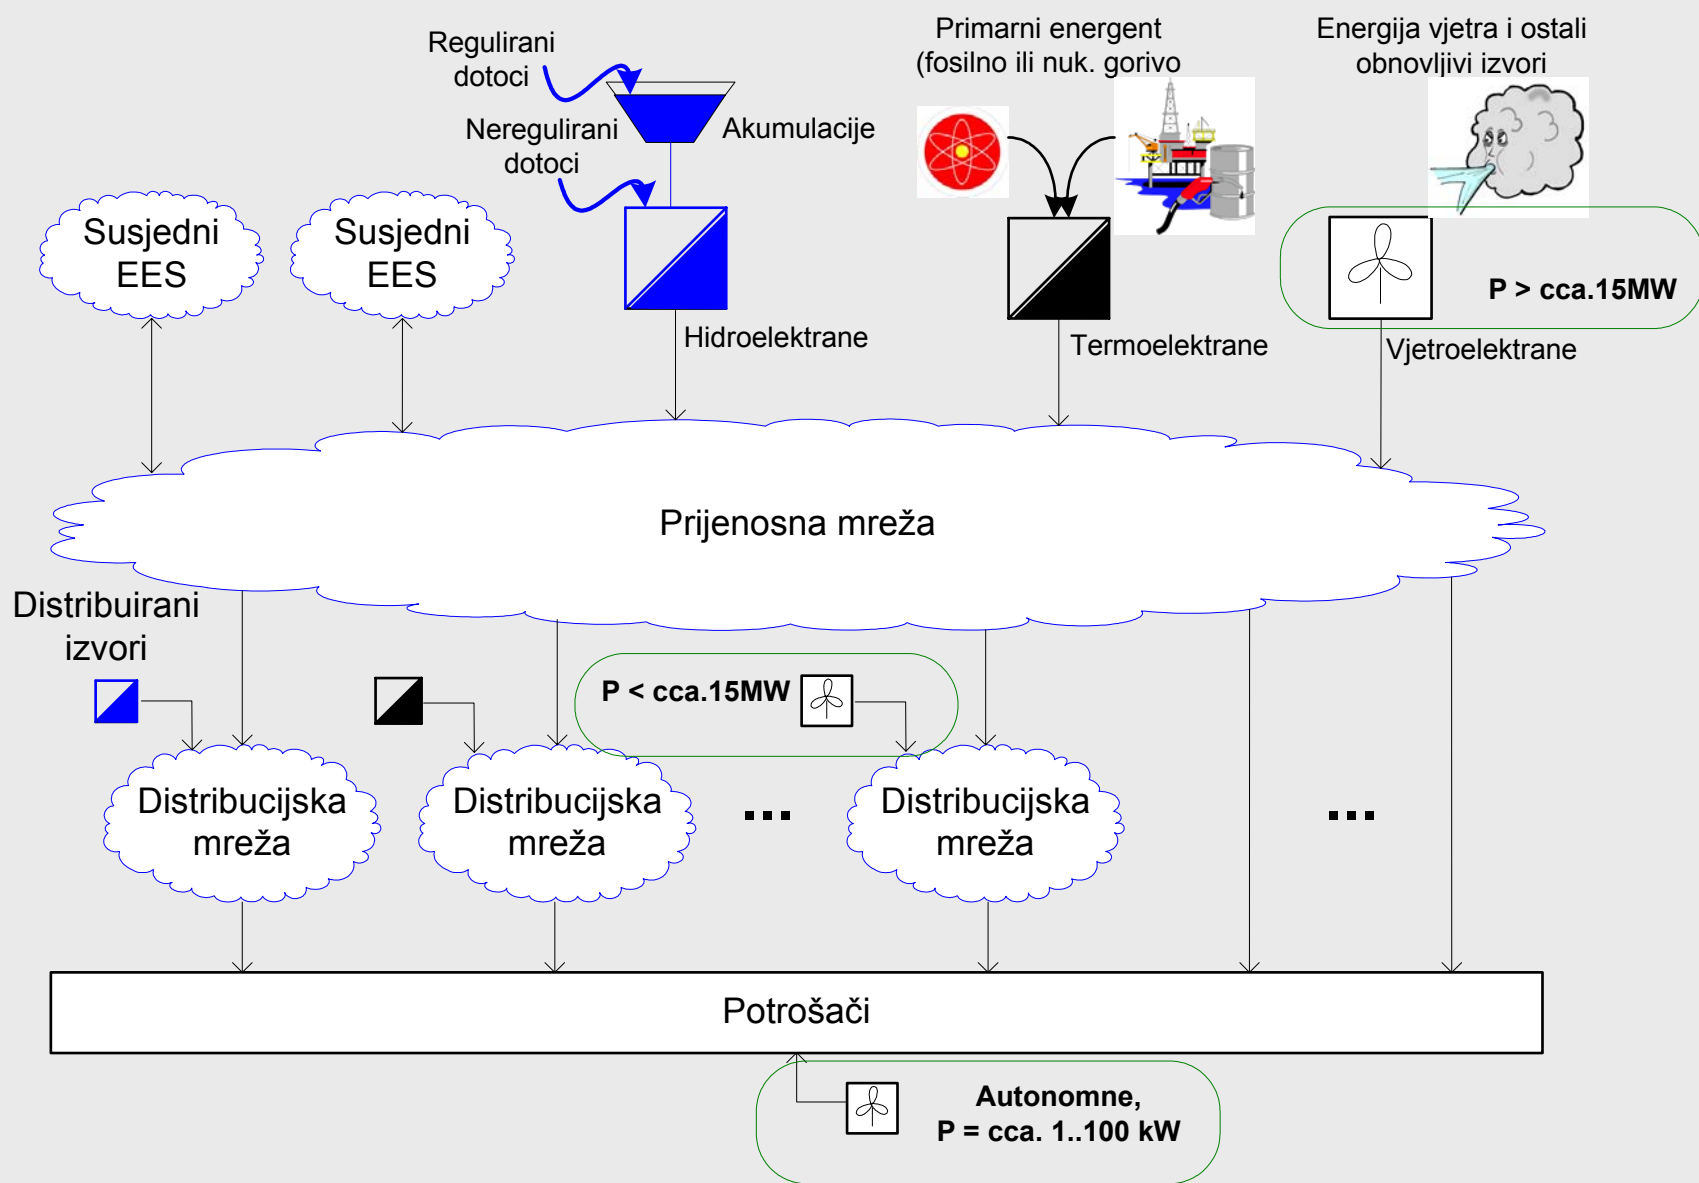 Regulirani
dotoci
Neregulirani
dotoci
Akumulacije
Primarni energent
(fosilno ili nuk. gorivo
Energija vjetra i ostali
obnovljivi izvori
Susjedni
EES
Susjedni
EES
P > cca.15MW
Hidroelektrane
Termoelektrane
Vjetroelektrane
Prijenosna mreža
Distribuirani
izvori
P < cca.15MW
Distribucijska
mreža
Distribucijska
mreža
...
Distribucijska
mreža
...
Potrošači
Autonomne,
P = cca. 1..100 kW